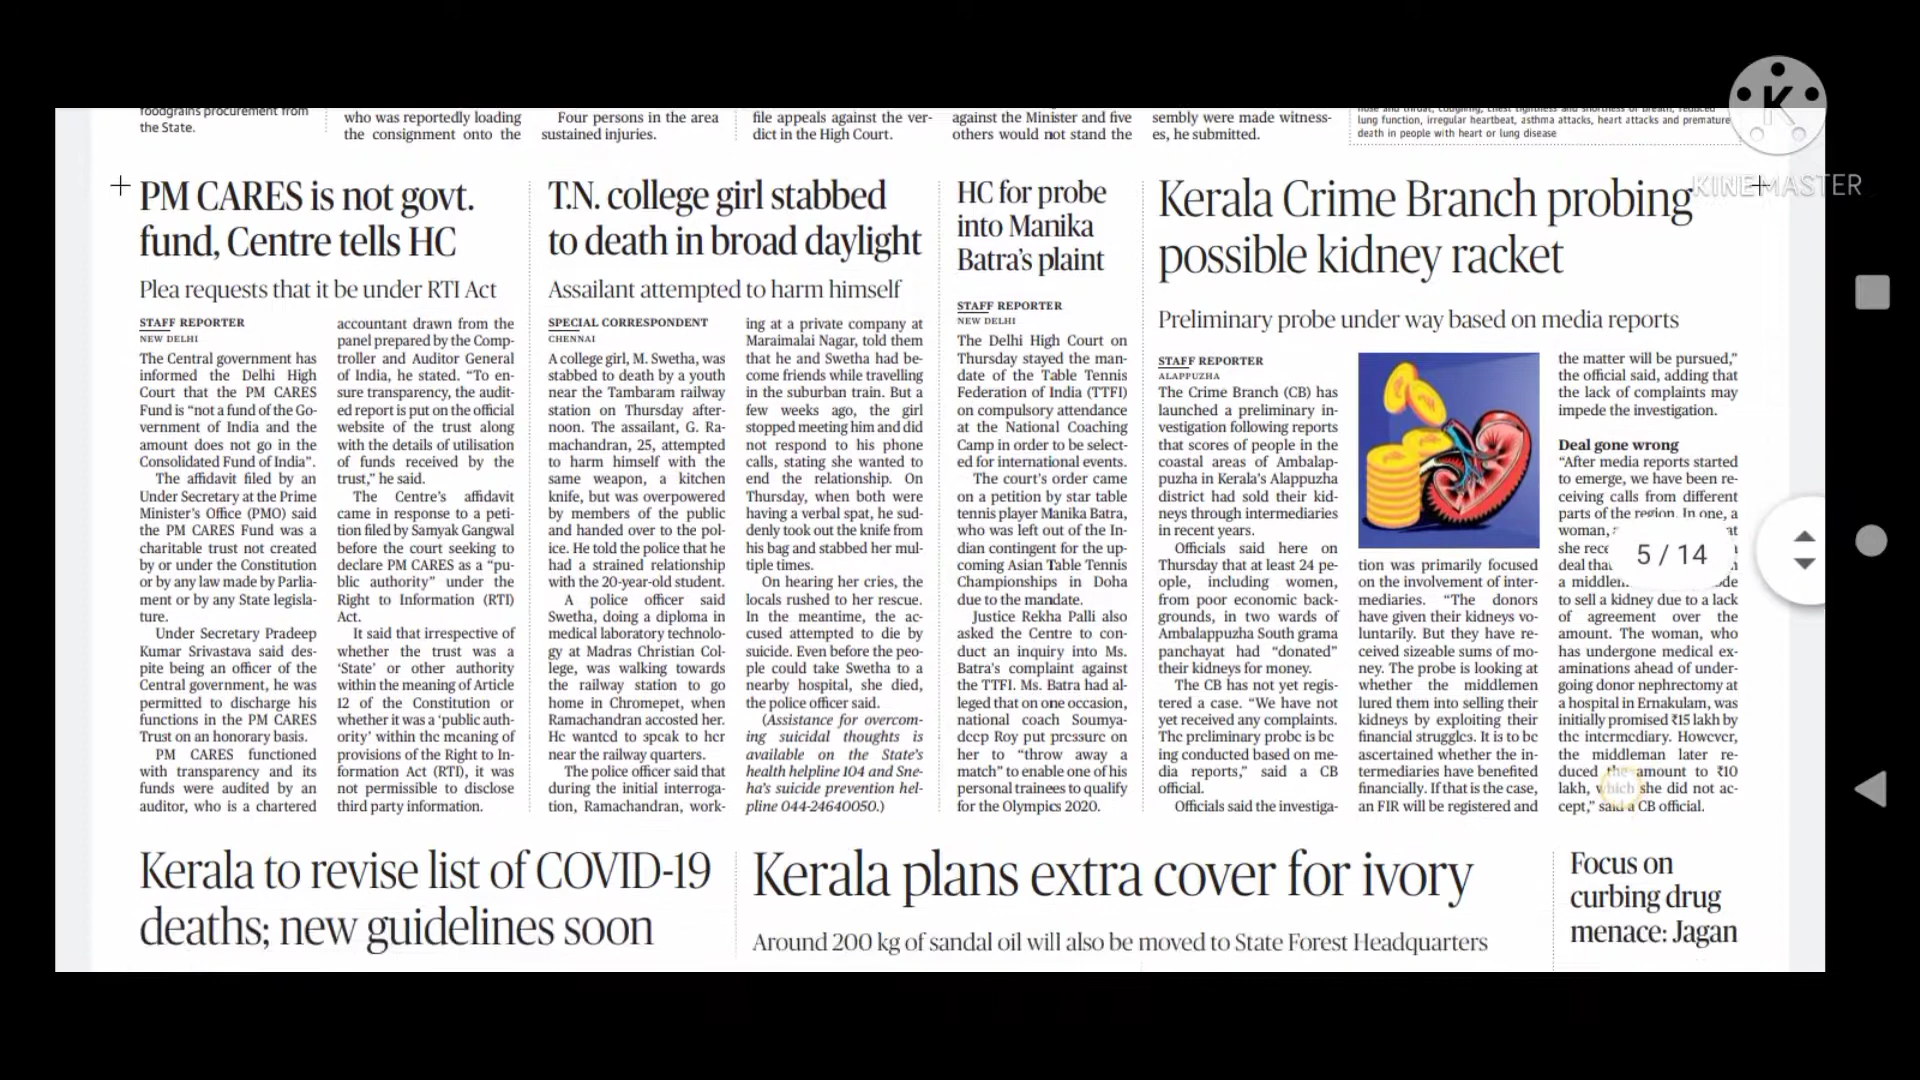 foodgrains procurement from
the State.
who was reportedly loading
the consignment onto the
Four persons in the area
sustained injuries.
file appeals against the ver-
dict in the High Court.
against the Minister and five
others would not stand the
sembly were made witness-
es, he submitted.
lung function, irregular heartbeat, asthma attacks, heart attacks and premature
death in people with heart or lung disease
K
KINEMASTER
PM CARES is not govt.
fund, Centre tells HC
Plea requests that it be under RTI Act
STAFF REPORTER
NEW DELHI
The Central government has
informed the Delhi High
Court that the PM CARES
Fund is “not a fund of the Go-
vernment of India and the
amount does not go in the
Consolidated Fund of India”.
The affidavit filed by an
Under Secretary at the Prime
Minister’s Office (PMO) said
the PM CARES Fund was a
charitable trust not created
by or under the Constitution
or by any law made by Parlia-
ment or by any State legisla-
ture.
Under Secretary Pradeep
Kumar Srivastava said des-
pite being an officer of the
Central government, he was
permitted to discharge his
functions in the PM CARES
Trust on an honorary basis.
PM CARES functioned
with transparency and its
funds were audited by an
auditor, who is a chartered
accountant drawn from the
panel prepared by the Comp-
troller and Auditor General
of India, he stated. “To en-
sure transparency, the audit-
ed report is put on the official
website of the trust along
with the details of utilisation
of funds received by the
trust,” he said.
The Centre’s affidavit
came in response to a peti-
tion filed by Samyak Gangwal
before the court seeking to
declare PM CARES as a “pu-
blic authority” under the
Right to Information (RTI)
Act.
It said that irrespective of
whether the trust was a
‘State’ or other authority
within the meaning of Article
12 of the Constitution or
whether it was a ‘public auth-
ority’ within the meaning of
provisions of the Right to In-
formation Act (RTI), it was
not permissible to disclose
third party information.
T.N. college girl stabbed
to death in broad daylight
Assailant attempted to harm himself
SPECIAL CORRESPONDENT
CHENNAI
A college girl, M. Swetha, was
stabbed to death by a youth
near the Tambaram railway
station on Thursday after-
noon. The assailant, G. Ra-
machandran, 25, attempted
to harm himself with the
same weapon, a kitchen
knife, but was overpowered
by members of the public
and handed over to the pol-
ice. He told the police that he
had a strained relationship
with the 20-year-old student.
A police officer said
Swetha, doing a diploma in
medical laboratory technolo-
gy at Madras Christian Col-
lege, was walking towards
the railway station to go
home in Chromepet, when
Ramachandran accosted her.
He wanted to speak to her
near the railway quarters.
The police officer said that
during the initial interroga-
tion, Ramachandran, work-
ing at a private company at
Maraimalai Nagar, told them
that he and Swetha had be-
come friends while travelling
in the suburban train. But a
few weeks ago, the girl
stopped meeting him and did
not respond to his phone
calls, stating she wanted to
end the relationship. On
Thursday, when both were
having a verbal spat, he sud-
denly took out the knife from
his bag and stabbed her mul-
tiple times.
On hearing her cries, the
locals rushed to her rescue.
In the meantime, the ac-
cused attempted to die by
suicide. Even before the peo-
ple could take Swetha to a
nearby hospital, she died,
the police officer said.
(Assistance for overcom-
ing suicidal thoughts is
available on the State’s
health helpline 104 and Sne-
ha’s suicide prevention hel-
pline 044-24640050.)
HC for probe
into Manika
Batra’s plaint
STAFF REPORTER
NEW DELHI
The Delhi High Court on
Thursday stayed the man-
date of the Table Tennis
Federation of India (TTFI)
on compulsory attendance
at the National Coaching
Camp in order to be select-
ed for international events.
The court’s order came
on a petition by star table
tennis player Manika Batra,
who was left out of the In-
dian contingent for the up-
coming Asian Table Tennis
Championships in Doha
due to the mandate.
Justice Rekha Palli also
asked the Centre to con-
duct an inquiry into Ms.
Batra’s complaint against
the TTFI. Ms. Batra had al-
leged that on one occasion,
national coach Soumya-
deep Roy put pressure on
her to “throw away a
match” to enable one of his
personal trainees to qualify
for the Olympics 2020.
Kerala Crime Branch probing
possible kidney racket
Preliminary probe under way based on media reports
STAFF REPORTER
ALAPPUZHA
The Crime Branch (CB) has
launched a preliminary in-
vestigation following reports
that scores of people in the
coastal areas of Ambalap-
puzha in Kerala’s Alappuzha
district had sold their kid-
neys through intermediaries
in recent years.
Officials said here on
Thursday that at least 24 pe-
ople, including women,
from poor economic back-
grounds, in two wards of
Ambalappuzha South grama
panchayat had “donated”
their kidneys for money.
The CB has not yet regis-
tered a case. “We have not
yet received any complaints.
The preliminary probe is be
ing conducted based on me-
dia reports,” said a CB
official.
Officials said the investiga-
tion was primarily focused
on the involvement of inter-
mediaries. “The donors
have given their kidneys vo-
luntarily. But they have re-
ceived sizeable sums of mo-
ney. The probe is looking at
whether the middlemen
lured them into selling their
kidneys by exploiting their
financial struggles. It is to be
ascertained whether the in-
termediaries have benefited
financially. If that is the case,
an FIR will be registered and
the matter will be pursued,”
the official said, adding that
the lack of complaints may
impede the investigation.
Deal gone wrong
“After media reports started
to emerge, we have been re-
ceiving calls from different
parts of the region. In one, a
woman, at
she
deal
a
to sell a kidney due to a lack
of agreement over the
amount. The woman, who
has undergone medical ex-
aminations ahead of under-
going donor nephrectomy at
a hospital in Ernakulam, was
initially promised ₹15 lakh by
the intermediary. However,
the middleman later re-
duced the amount to ₹10
lakh, which she did not ac-
cept,” said a CB official.
5 / 14
Kerala to revise list of COVID-19
deaths; new guidelines soon
Kerala plans extra cover for ivory
Around 200 kg of sandal oil will also be moved to State Forest Headquarters
Focus on
curbing drug
menace: Jagan